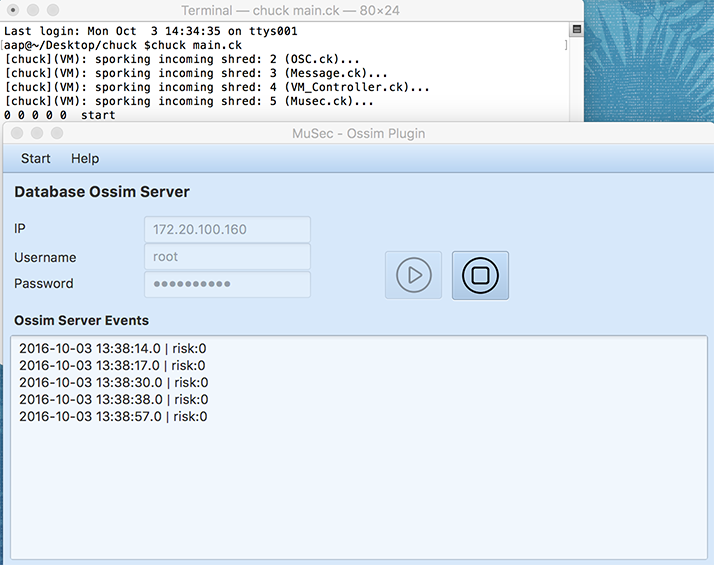 Terminal — chuck main.ck — 80×24
Last login: Mon Oct  3 14:34:35 on ttys001
[aap@~/Desktop/chuck $chuck main.ck ]
[chuck](VM): sporking incoming shred: 2 (OSC.ck)...
[chuck](VM): sporking incoming shred: 3 (Message.ck)...
[chuck](VM): sporking incoming shred: 4 (VM_Controller.ck)...
[chuck](VM): sporking incoming shred: 5 (Musec.ck)...
0 0 0 0 0  start
MuSec - Ossim Plugin
Start Help
Database Ossim Server
IP 172.20.100.160
Username root
Password ●●●●●●●●●●
Ossim Server Events
2016-10-03 13:38:14.0 | risk:0
2016-10-03 13:38:17.0 | risk:0
2016-10-03 13:38:30.0 | risk:0
2016-10-03 13:38:38.0 | risk:0
2016-10-03 13:38:57.0 | risk:0